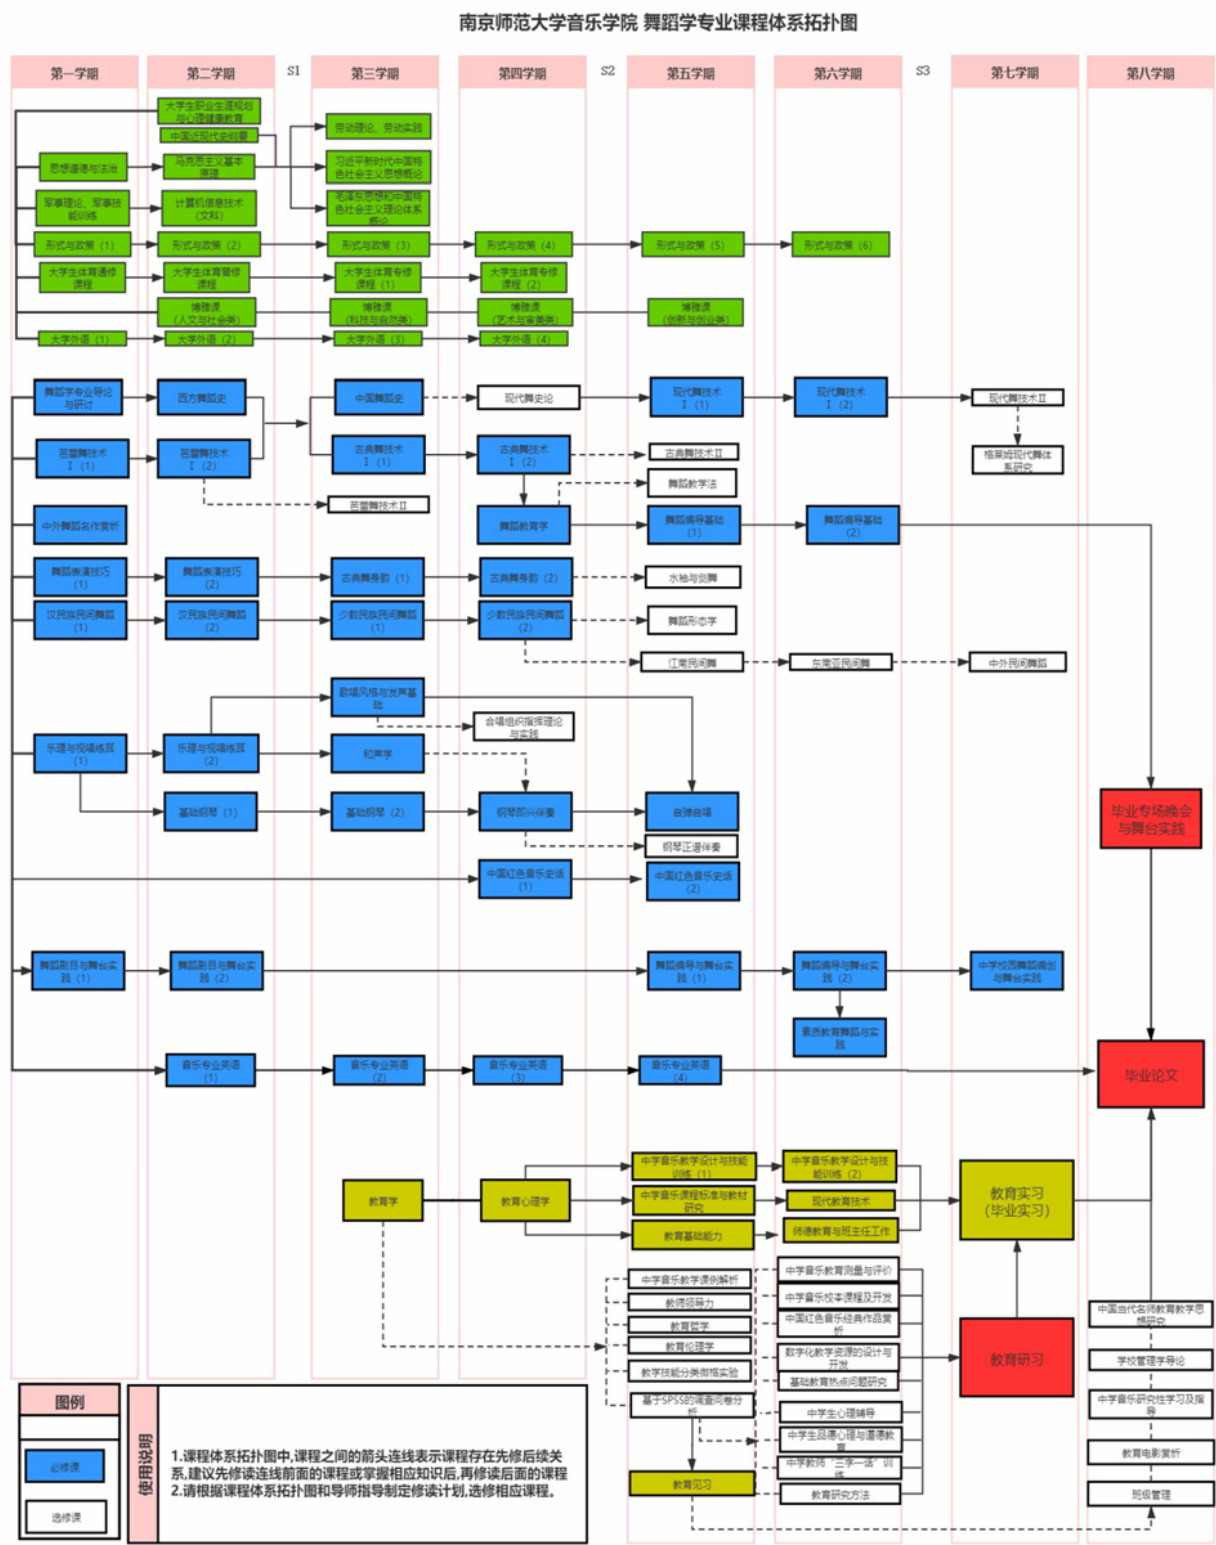 南京师范大学音乐学院 舞蹈学专业课程体系拓扑图
第一学期
第二学期
S1
第三学期
第四学期
S2
第五学期
第六学期
S3
第七学期
第八学期
大学生职业生涯规划
与心理健康教育
中国近现代史纲要
劳动理论、劳动实践
思想道德与法治
马克思主义基本
原理
习近平新时代中国特
色社会主义思想概论
军事理论、军事技
能训练
计算机信息技术
(文科)
毛泽东思想和中国特
色社会主义理论体系
概论
形式与政策（1）
形式与政策（2）
形式与政策（3）
形式与政策（4）
形式与政策（5）
形式与政策（6）
大学生体育通修
课程
大学生体育普修
课程
大学生体育专修
课程（1）
大学生体育专修
课程（2）
博雅课
(人文与社会类)
博雅课
(科技与自然类)
博雅课
(艺术与审美类)
博雅课
(创新与创业类)
大学外语（1）
大学外语（2）
大学外语（3）
大学外语（4）
舞蹈学专业导论
与研讨
西方舞蹈史
中国舞蹈史
现代舞史论
现代舞技术
I（1）
现代舞技术
I（2）
现代舞技术II
芭蕾舞技术
I（1）
芭蕾舞技术
I（2）
古典舞技术
I（1）
古典舞技术
I（2）
古典舞技术II
格莱姆现代舞体
系研究
芭蕾舞技术II
舞蹈教学法
中外舞蹈名作赏析
舞蹈教育学
舞蹈编导基础
（1）
舞蹈编导基础
（2）
舞蹈表演技巧
（1）
舞蹈表演技巧
（2）
古典舞身韵（1）
古典舞身韵（2）
水袖与剑舞
汉民族民间舞蹈
（1）
汉民族民间舞蹈
（2）
少数民族民间舞蹈
（1）
少数民族民间舞蹈
（2）
舞蹈形态学
江南民间舞
东南亚民间舞
中外民间舞蹈
歌唱风格与发声基
础
合唱组织指挥理论
与实践
乐理与视唱练耳
（1）
乐理与视唱练耳
（2）
和声学
基础钢琴（1）
基础钢琴（2）
钢琴即兴伴奏
自弹自唱
钢琴正谱伴奏
毕业专场晚会
与舞台实践
中国红色音乐史话
（1）
中国红色音乐史话
（2）
舞蹈剧目与舞台实
践（1）
舞蹈剧目与舞台实
践（2）
舞蹈编导与舞台实
践（1）
舞蹈编导与舞台实
践（2）
中学校园舞蹈编创
与舞台实践
素质教育舞蹈与实
践
音乐专业英语
（1）
音乐专业英语
（2）
音乐专业英语
（3）
音乐专业英语
（4）
毕业论文
教育学
教育心理学
中学音乐教学设计与技能
训练（1）
中学音乐教学设计与技
能训练（2）
中学音乐课程标准与教材
研究
现代教育技术
教育基础能力
师德教育与班主任工作
教育实习
（毕业实习）
中学音乐教学课例解析
教师领导力
教育哲学
教育伦理学
教学技能分类微格实验
基于SPSS的调查问卷分
析
教育见习
中学音乐教育测量与评价
中学音乐校本课程及开发
中国红色音乐经典作品赏
析
数字化教学资源的设计与
开发
基础教育热点问题研究
中学生心理辅导
中学生品德心理与道德教
育
中学教师“三字一话”训
练
教育研究方法
教育研习
中国当代名师教育教学思
想研究
学校管理学导论
中学音乐研究性学习及指
导
教育电影赏析
班级管理
图例
必修课
选修课
使用说明
1.课程体系拓扑图中,课程之间的箭头连线表示课程存在先修后续关
系,建议先修读连线前面的课程或掌握相应知识后,再修读后面的课程
2.请根据课程体系拓扑图和导师指导制定修读计划,选修相应课程。